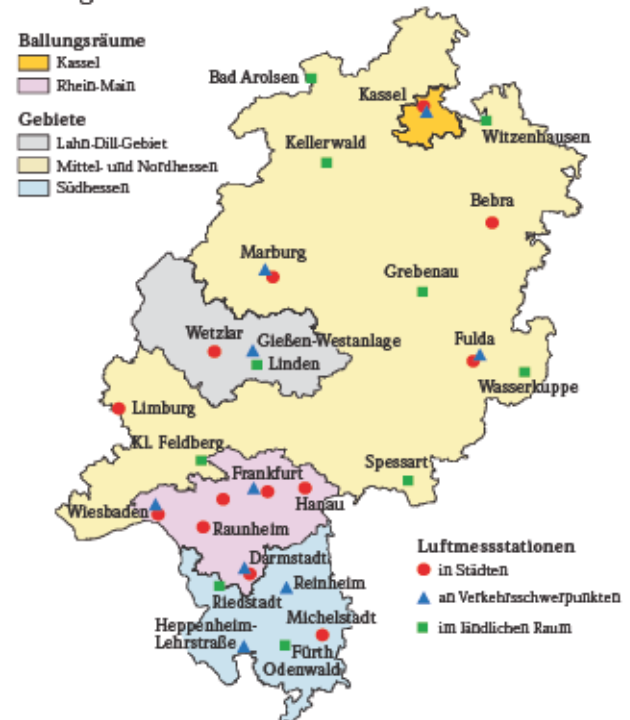 Ballungsräume
Kassel
Rhein-Main
Gebiete
Lahn-Dill-Gebiet
Mittel- und Nordhessen
Südhessen
Bad Arolsen
Kassel
Witzenhausen
Kellerwald
Bebra
Marburg
Grebenau
Wetzlar
Gießen-Westanlage
Linden
Fulda
Wasserkuppe
Limburg
Kl. Feldberg
Spessart
Frankfurt
Hanau
Wiesbaden
Raunheim
Darmstadt
Reinheim
Riedstadt
Michelstadt
Heppenheim-
Lehrstraße
Fürth/
Odenwald
Luftmessstationen
in Städten
an Verkehrsschwerpunkten
im ländlichen Raum